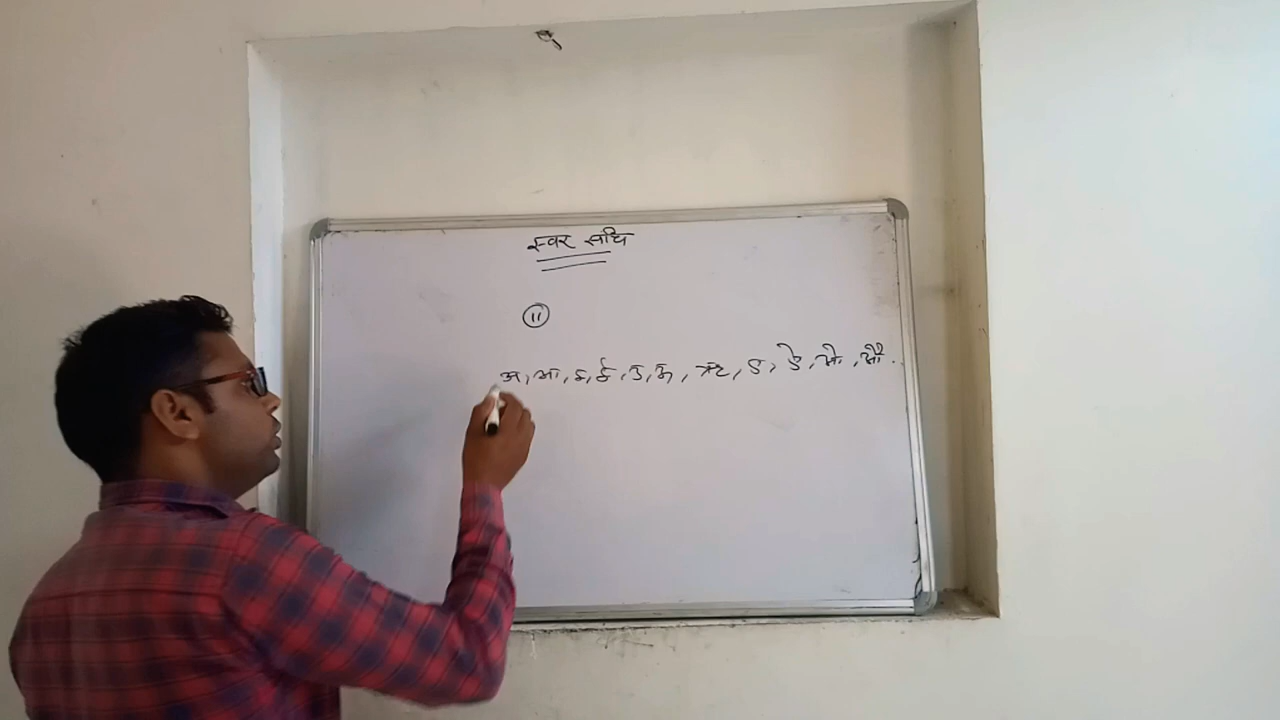 स्वर संधि
11
अ, आ, इ, ई, उ, ऊ, ऋ, ए, ऐ, ओ, औ.